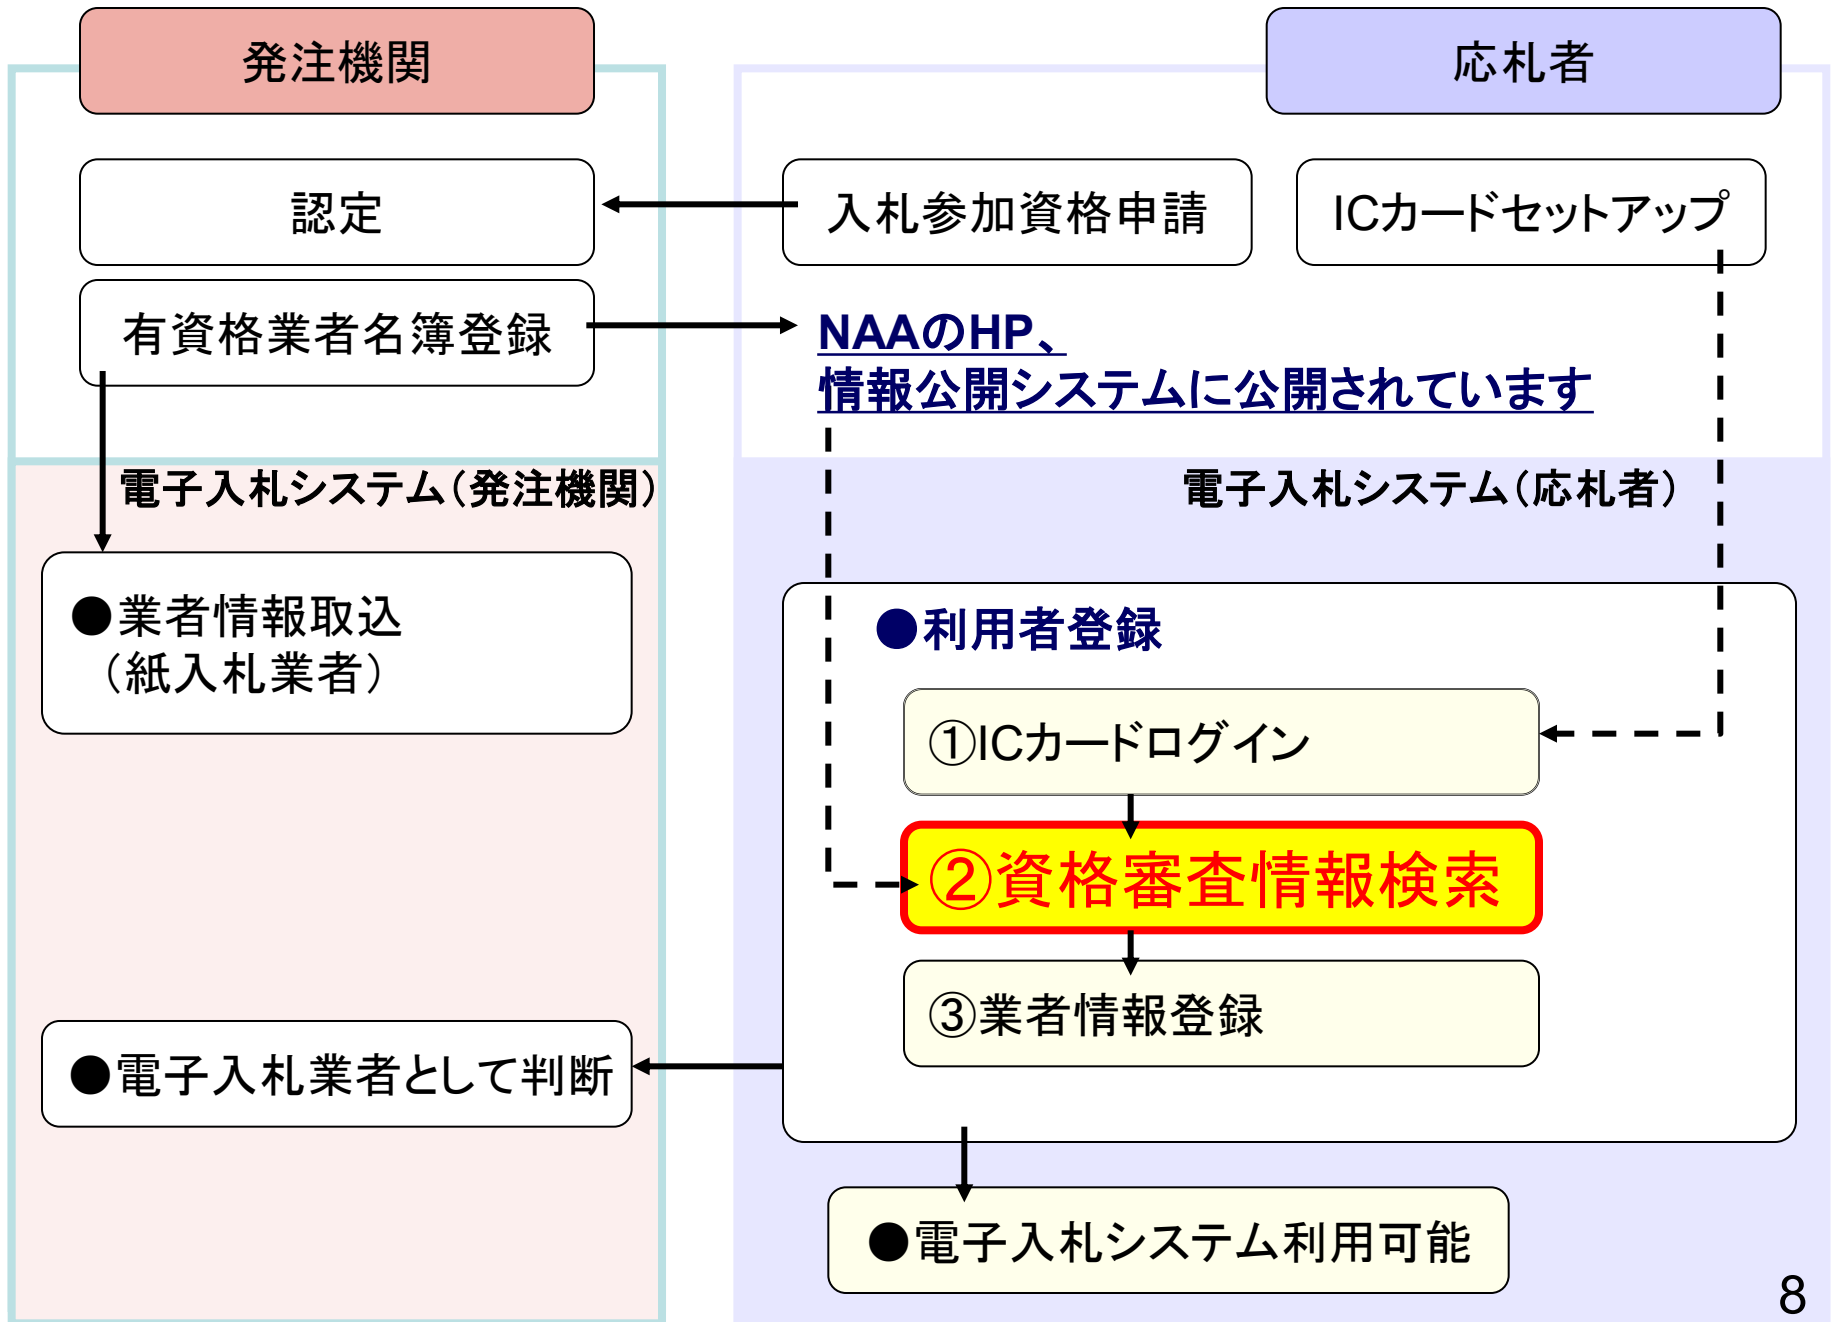 発注機関
応札者
認定
入札参加資格申請
ICカードセットアップ
有資格業者名簿登録
NAAのHP、
情報公開システムに公開されています
電子入札システム（発注機関）
電子入札システム（応札者）
●業者情報取込
（紙入札業者）
●利用者登録
①ICカードログイン
②資格審査情報検索
③業者情報登録
●電子入札業者として判断
●電子入札システム利用可能
8